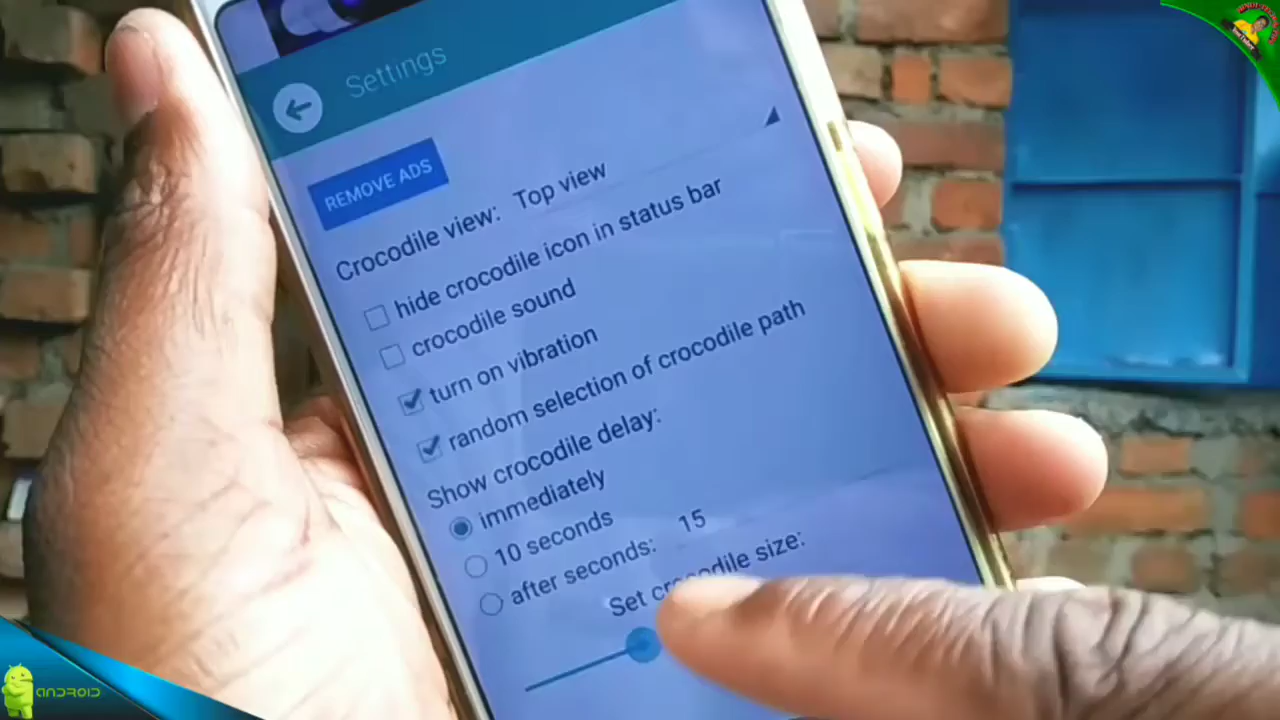 Settings
REMOVE ADS
Crocodile view: Top view
hide crocodile icon in status bar
crocodile sound
turn on vibration
random selection of crocodile path
Show crocodile delay:
immediately
10 seconds
after seconds: 15
Set crocodile size:
ANDROID